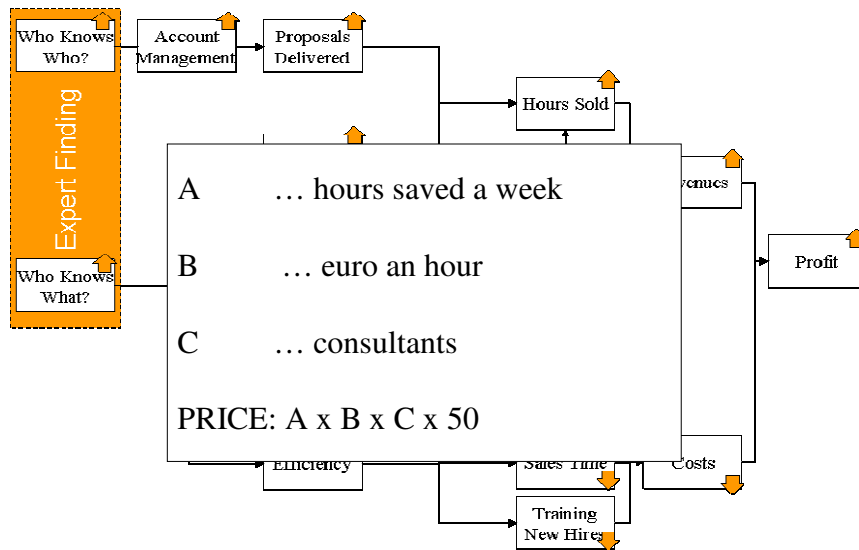 Who Knows
Who?
Account
Management
Proposals
Delivered
Hours Sold
Expert Finding
A … hours saved a week
B … euro an hour
C … consultants
PRICE: A x B x C x 50
Who Knows
What?
Profit
Efficiency
Sales Time
Costs
Training
New Hires